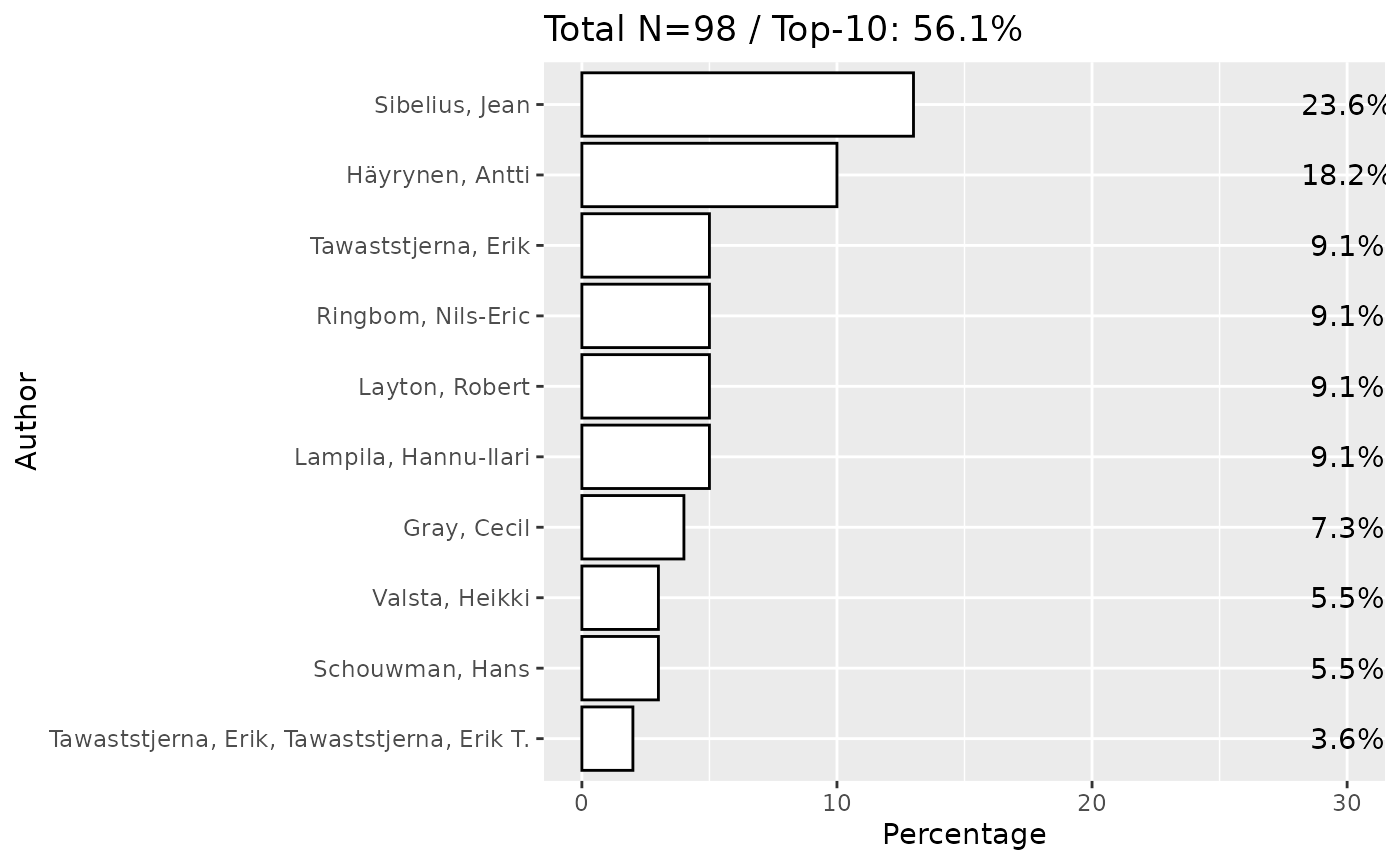 Total N=98 / Top-10: 56.1%
Sibelius, Jean 23.6%
Häyrynen, Antti 18.2%
Tawaststjerna, Erik 9.1%
Ringbom, Nils-Eric 9.1%
Layton, Robert 9.1%
Lampila, Hannu-Ilari 9.1%
Gray, Cecil 7.3%
Valsta, Heikki 5.5%
Schouwman, Hans 5.5%
Tawaststjerna, Erik, Tawaststjerna, Erik T. 3.6%
Author
0 10 20 30
Percentage